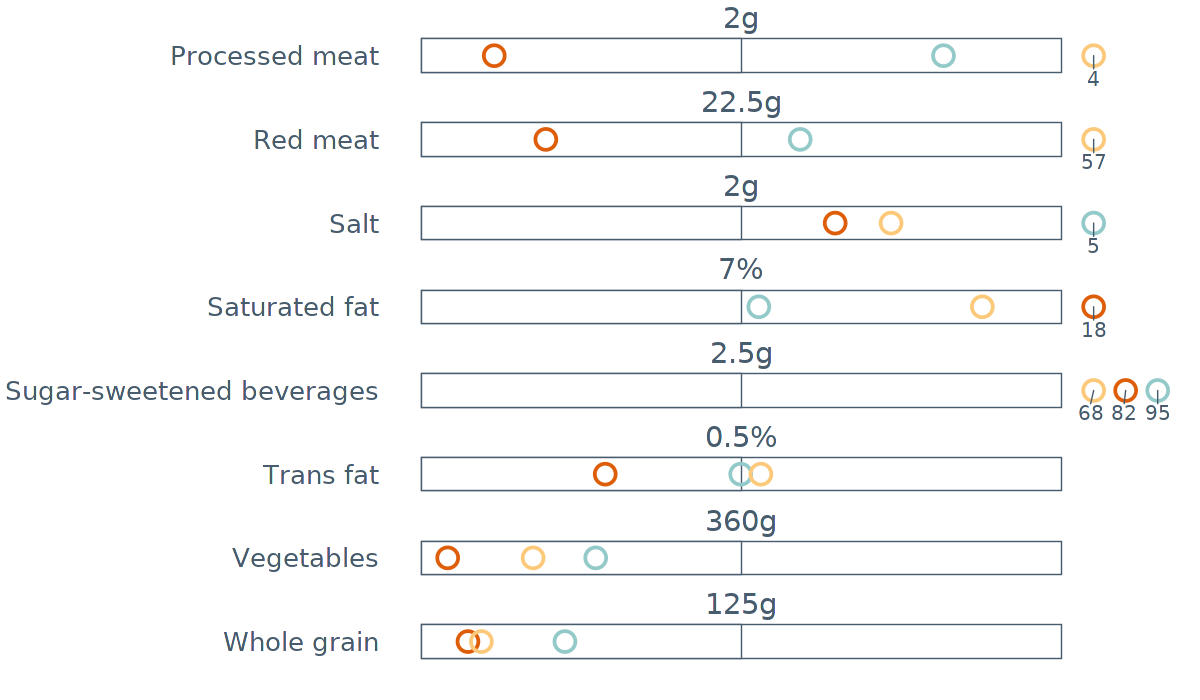 2g
Processed meat
4
22.5g
Red meat
57
2g
Salt
5
7%
Saturated fat
18
2.5g
Sugar-sweetened beverages
68 82 95
0.5%
Trans fat
360g
Vegetables
125g
Whole grain